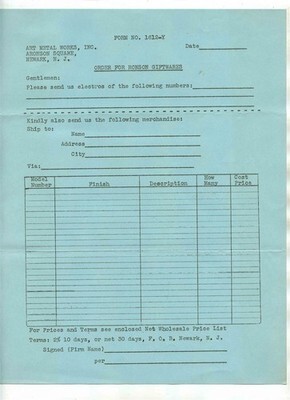 FORM NO. 1612-Y
ART METAL WORKS, INC. Date
ARONSON SQUARE,
NEWARK, N. J.
ORDER FOR RONSON GIFTWARES
Gentlemen:
Please send us electros of the following numbers:
Kindly also send us the following merchandise:
Ship to:
Name
Address
City
Via:
Model Number Finish Description How Many Cost Price
For Prices and Terms see enclosed Net Wholesale Price List
Terms: 2% 10 days, or net 30 days, F. O. B. Newark, N. J.
Signed (Firm Name)
per